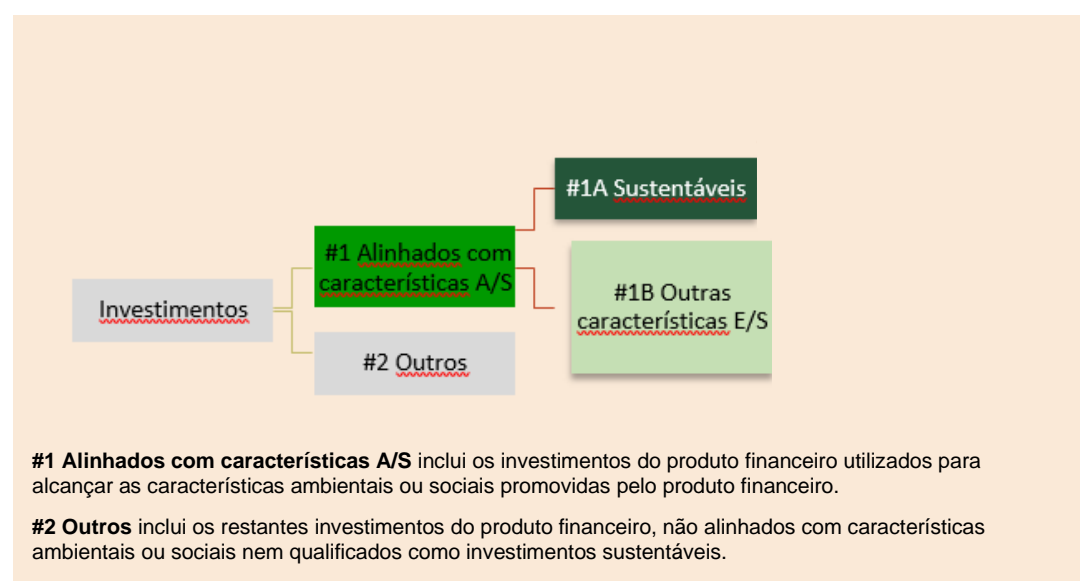 #1A Sustentáveis
#1 Alinhados com
características A/S
Investimentos
#1B Outras
características E/S
#2 Outros
#1 Alinhados com características A/S inclui os investimentos do produto financeiro utilizados para
alcançar as características ambientais ou sociais promovidas pelo produto financeiro.
#2 Outros inclui os restantes investimentos do produto financeiro, não alinhados com características
ambientais ou sociais nem qualificados como investimentos sustentáveis.